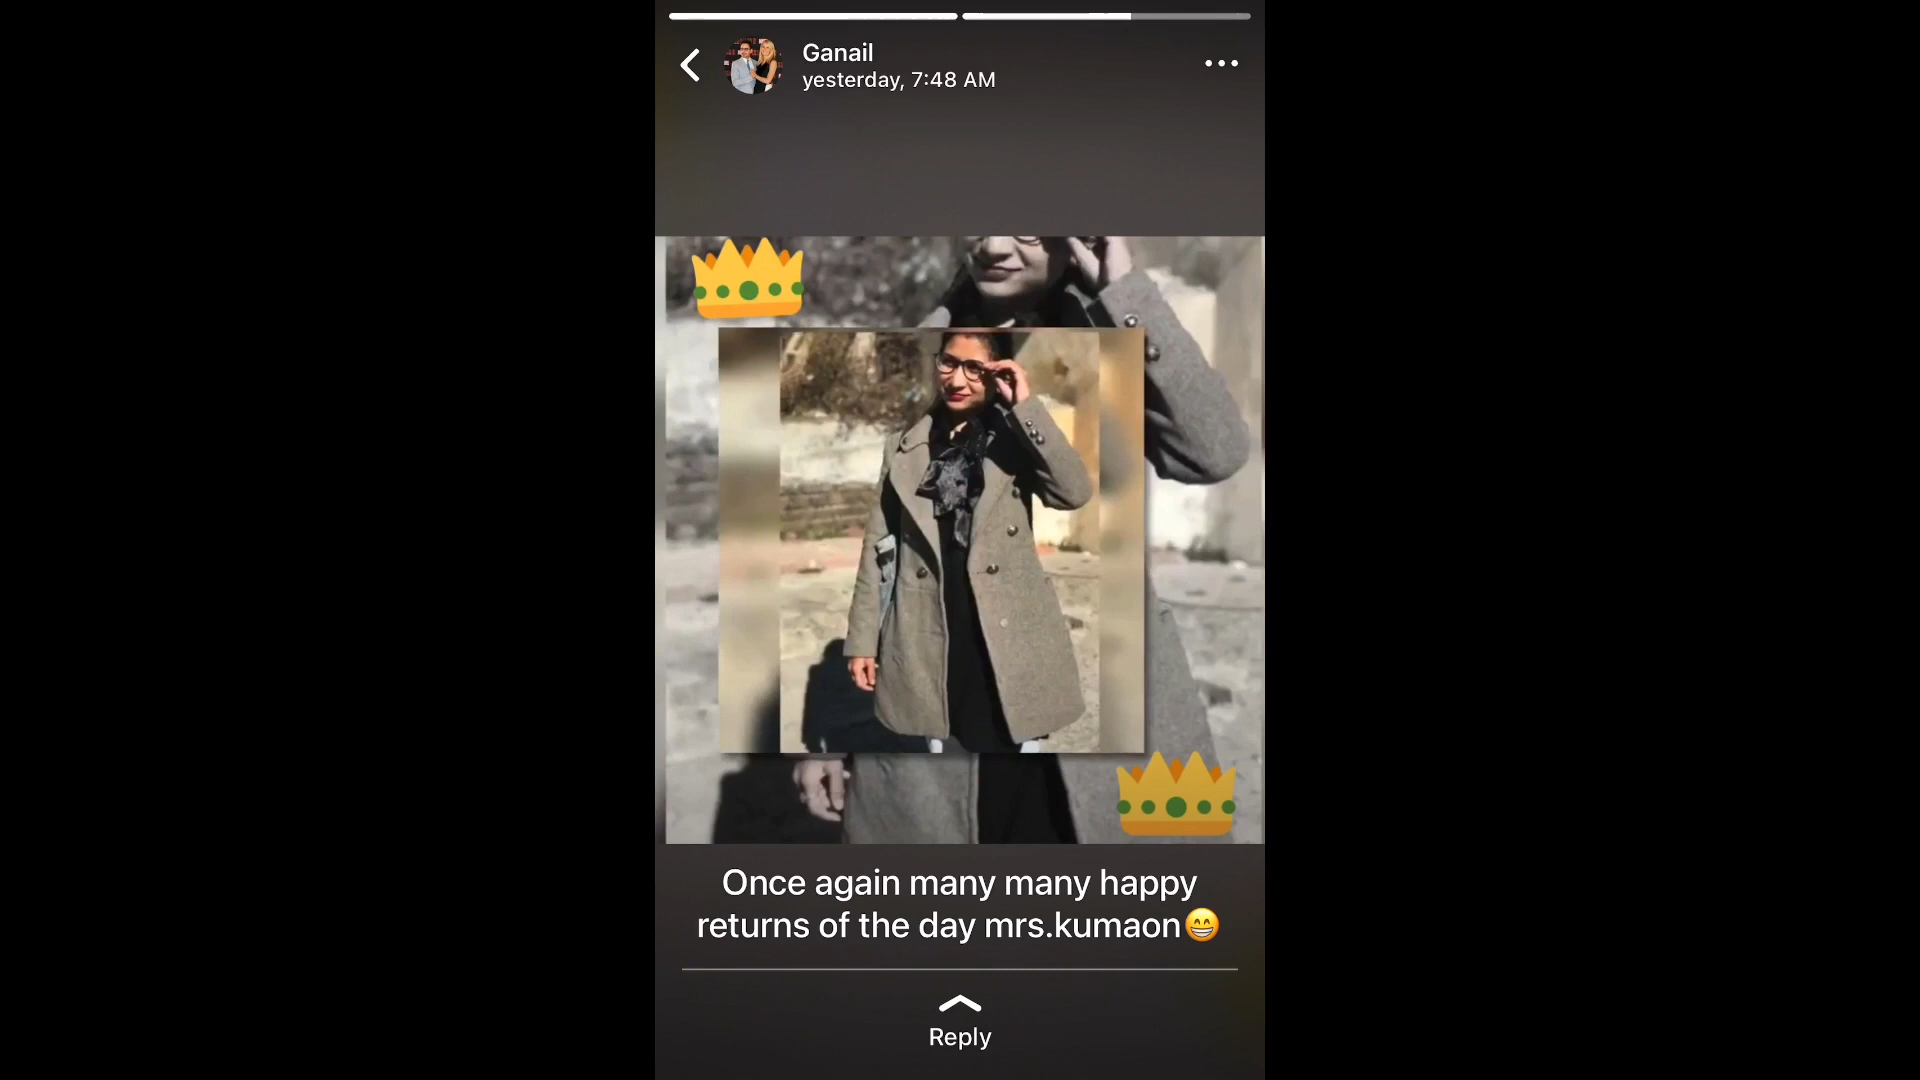 Ganail
yesterday, 7:48 AM
Once again many many happy
returns of the day mrs.kumaon😁
Reply